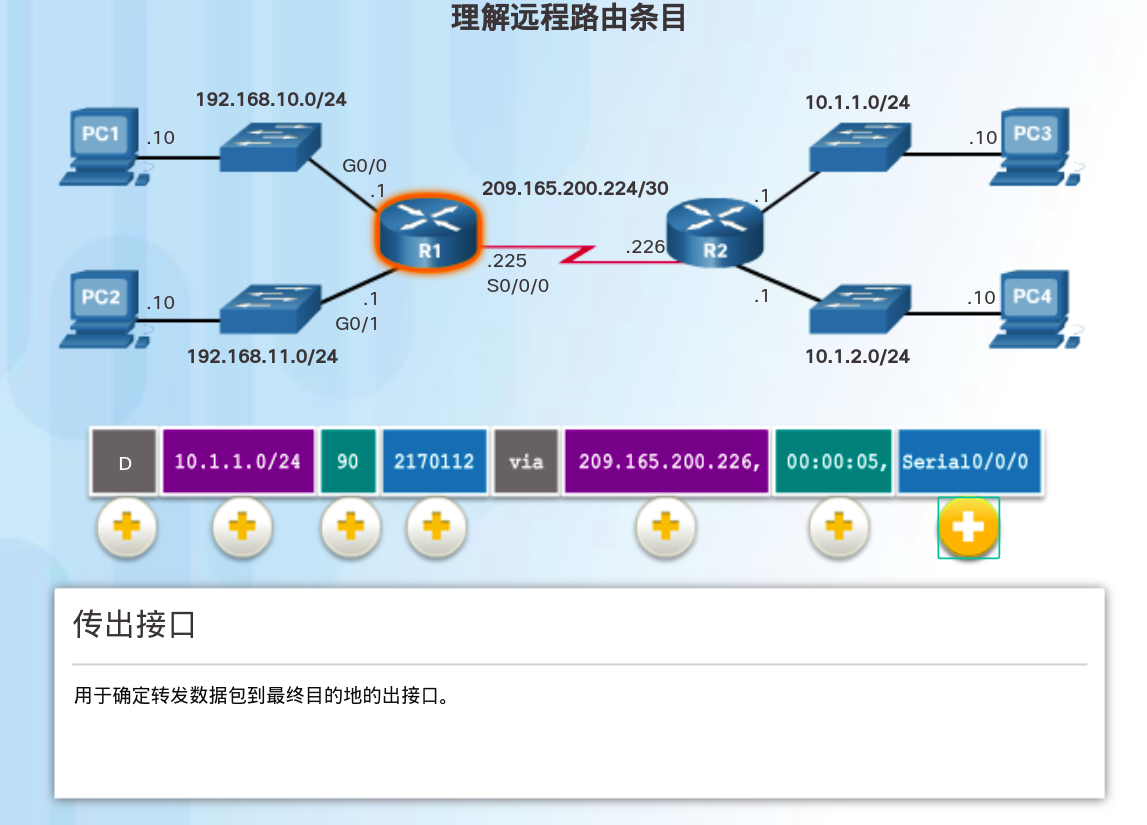 理解远程路由条目
192.168.10.0/24
10.1.1.0/24
PC1
.10
.10
PC3
G0/0
.1
209.165.200.224/30
.1
R1
.226
R2
.225
S0/0/0
PC2
.10
.1
G0/1
.1
.10
PC4
192.168.11.0/24
10.1.2.0/24
D 10.1.1.0/24 90 2170112 via 209.165.200.226, 00:00:05, Serial0/0/0
传出接口
用于确定转发数据包到最终目的地的出接口。